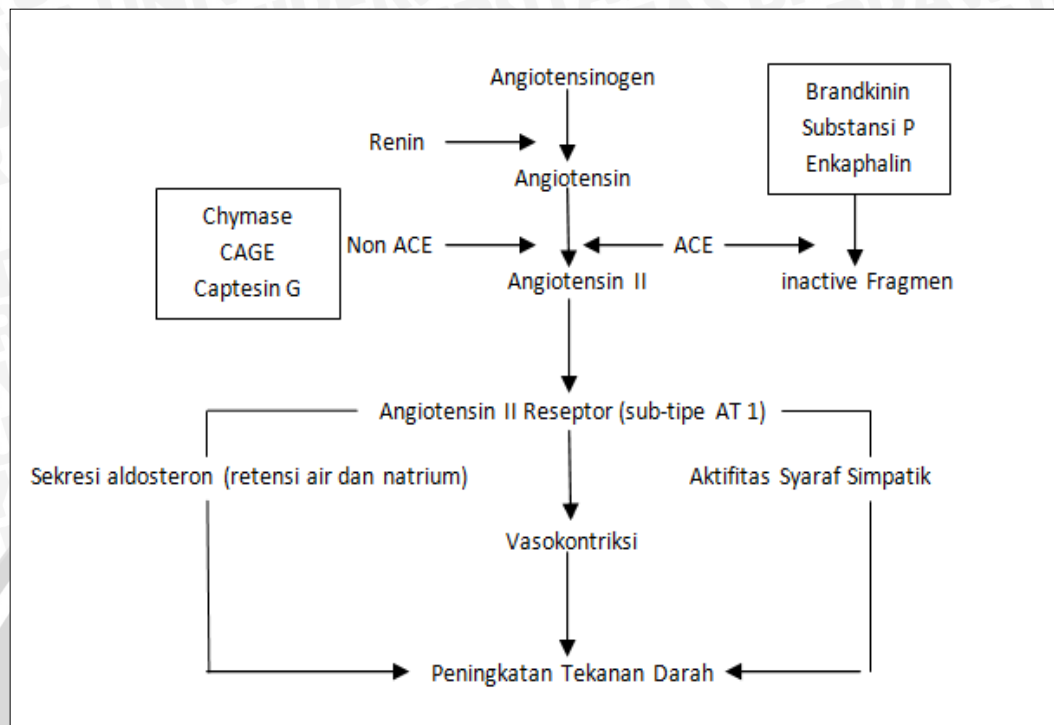 Angiotensinogen
Brandkinin
Substansi P
Enkaphalin
Renin
Angiotensin
Chymase
CAGE
Captesin G
Non ACE
ACE
Angiotensin II
inactive Fragmen
Angiotensin II Reseptor (sub-tipe AT 1)
Sekresi aldosteron (retensi air dan natrium)
Aktifitas Syaraf Simpatik
Vasokontriksi
Peningkatan Tekanan Darah